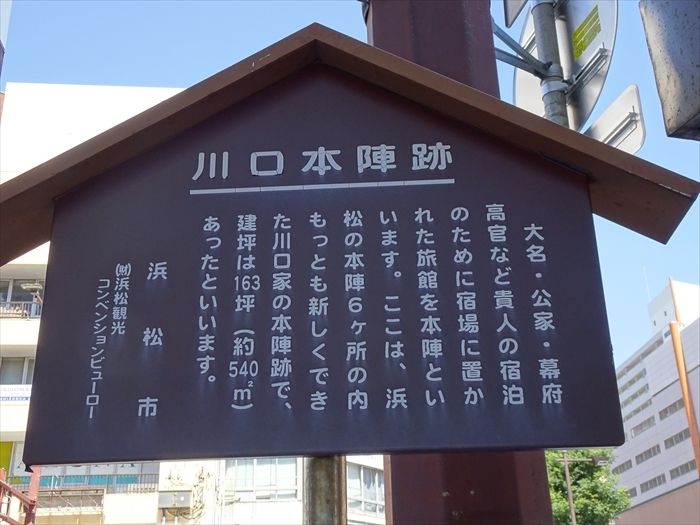 川口本陣跡
大名・公家・幕府
高官など貴人の宿泊
のために宿場に置か
れた旅館を本陣とい
います。ここは、浜
松の本陣6ヶ所の内
もっとも新しくでき
た川口家の本陣跡で、
建坪は163坪（約540㎡）
あったといいます。
浜松市
㈶浜松観光
コンベンションビューロー